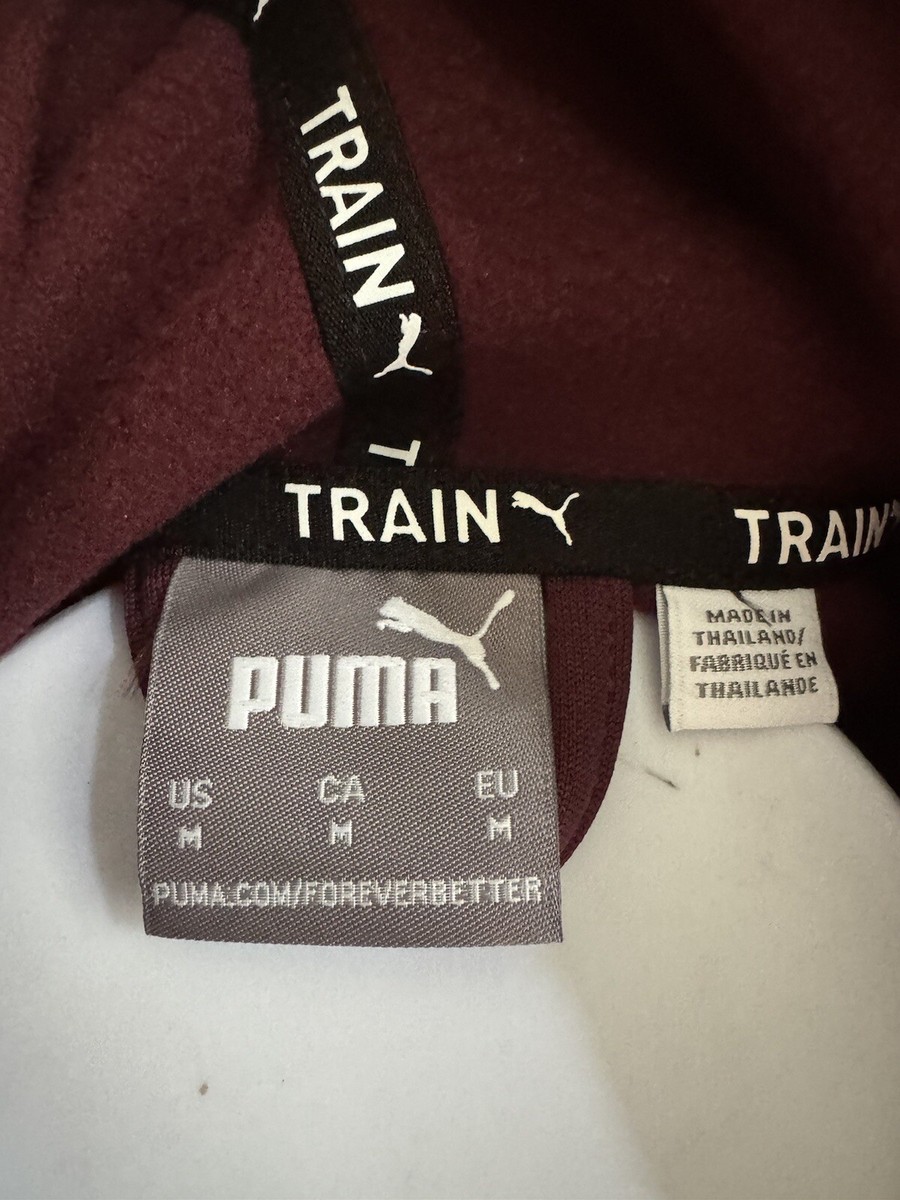 TRAIN
T
TRAIN
TRAIN
MADE IN
THAILAND/
FABRIQUÉ EN
THAILANDE
PUMA
US CA EU
M M M
PUMA.COM/FOREVERBETTER